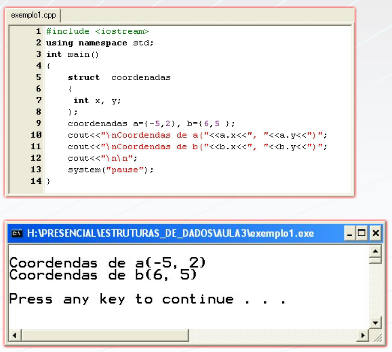 exemplo1.cpp
1 #include <iostream>
2 using namespace std;
3 int main()
4 {
5 struct coordenadas
6 {
7 int x, y;
8 };
9 coordenadas a={-5,2}, b={6,5 };
10 cout<<"\nCoordendas de a("<<a.x<<", "<<a.y<<")";
11 cout<<"\nCoordendas de b("<<b.x<<", "<<b.y<<")";
12 cout<<"\n\n";
13 system("pause");
14 }
H:\PRESENCIAL\ESTRUTURAS_DE_DADOS\AULA3\exemplo1.exe
Coordendas de a(-5, 2)
Coordendas de b(6, 5)
Press any key to continue . . .